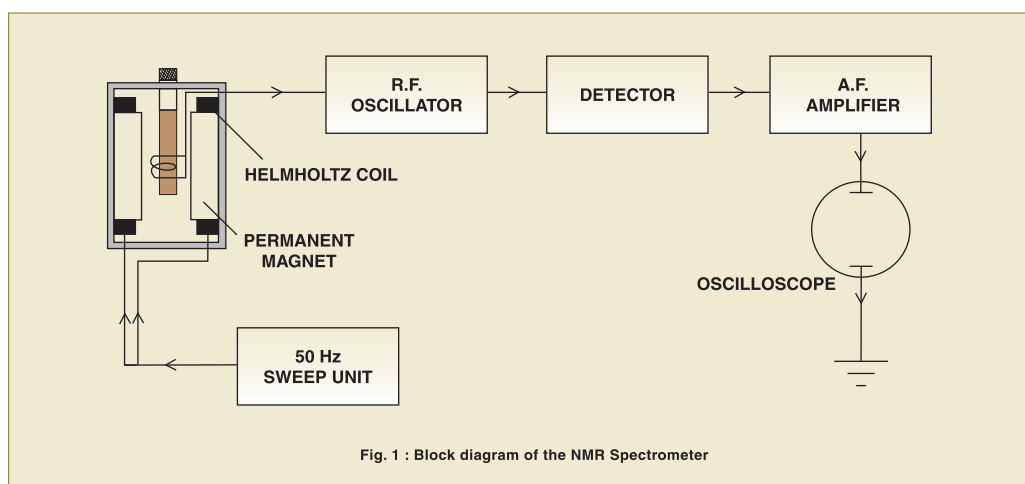 R.F.
OSCILLATOR
DETECTOR
A.F.
AMPLIFIER
HELMHOLTZ COIL
PERMANENT
MAGNET
OSCILLOSCOPE
50 Hz
SWEEP UNIT
Fig. 1 : Block diagram of the NMR Spectrometer